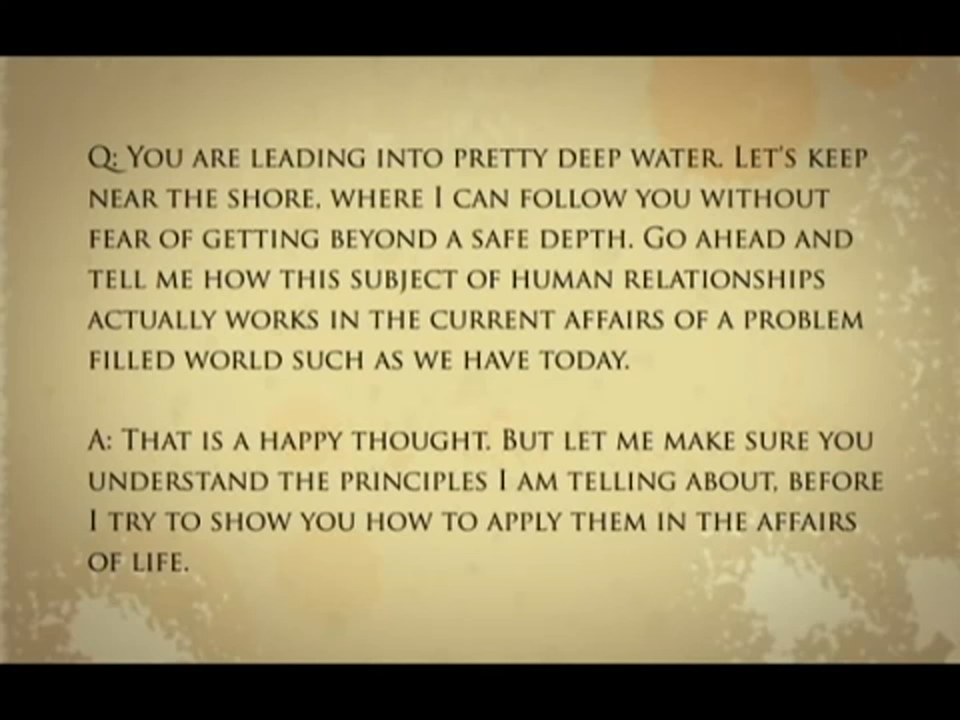 Q: You are leading into pretty deep water. Let's keep
near the shore, where I can follow you without
fear of getting beyond a safe depth. Go ahead and
tell me how this subject of human relationships
actually works in the current affairs of a problem
filled world such as we have today.
A: That is a happy thought. But let me make sure you
understand the principles I am telling about, before
I try to show you how to apply them in the affairs
of life.